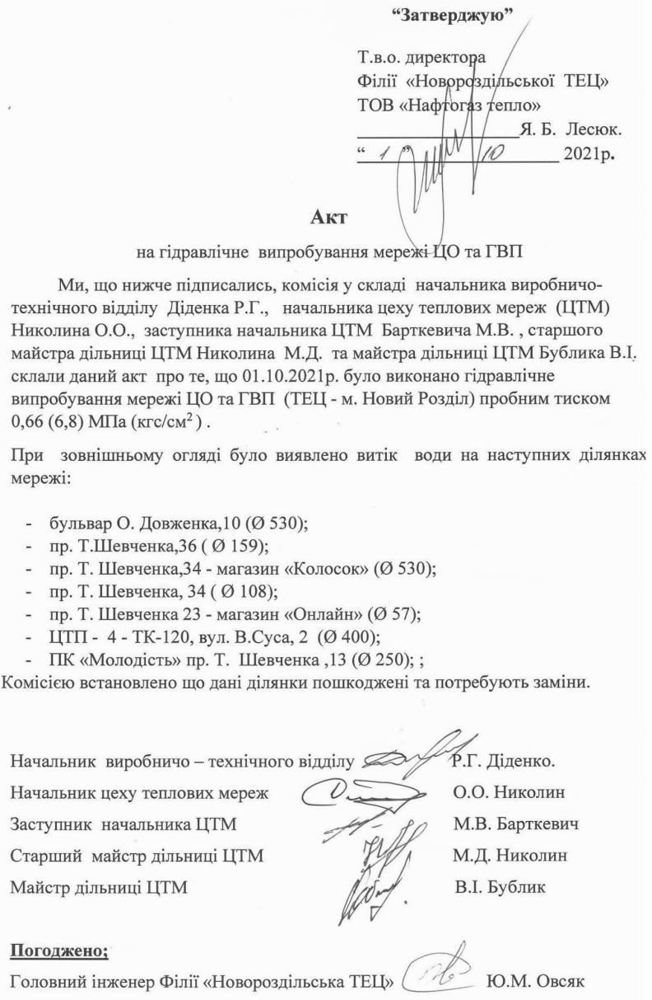 “Затверджую”
Т.в.о. директора
Філії «Новороздільської ТЕЦ»
ТОВ «Нафтогаз тепло»
Я. Б. Лесюк.
“ 1 ” 10 2021р.
Акт
на гідравлічне випробування мережі ЦО та ГВП
Ми, що нижче підписались, комісія у складі начальника виробничо-
технічного відділу Діденка Р.Г., начальника цеху теплових мереж (ЦТМ)
Николина О.О., заступника начальника ЦТМ Барткевича М.В. , старшого
майстра дільниці ЦТМ Николина М.Д. та майстра дільниці ЦТМ Бублика В.І.
склали даний акт про те, що 01.10.2021р. було виконано гідравлічне
випробування мережі ЦО та ГВП (ТЕЦ - м. Новий Розділ) пробним тиском
0,66 (6,8) МПа (кгс/см²) .
При зовнішньому огляді було виявлено витік води на наступних ділянках
мережі:
- бульвар О. Довженка,10 (Ø 530);
- пр. Т.Шевченка,36 ( Ø 159);
- пр. Т. Шевченка,34 - магазин «Колосок» (Ø 530);
- пр. Т. Шевченка, 34 ( Ø 108);
- пр. Т. Шевченка 23 - магазин «Онлайн» (Ø 57);
- ЦТП - 4 - ТК-120, вул. В.Суса, 2 (Ø 400);
- ПК «Молодість» пр. Т. Шевченка ,13 (Ø 250); ;
Комісією встановлено що дані ділянки пошкоджені та потребують заміни.
Начальник виробничо – технічного відділу Р.Г. Діденко.
Начальник цеху теплових мереж О.О. Николин
Заступник начальника ЦТМ М.В. Барткевич
Старший майстр дільниці ЦТМ М.Д. Николин
Майстр дільниці ЦТМ В.І. Бублик
Погоджено;
Головний інженер Філії «Новороздільська ТЕЦ» Ю.М. Овсяк